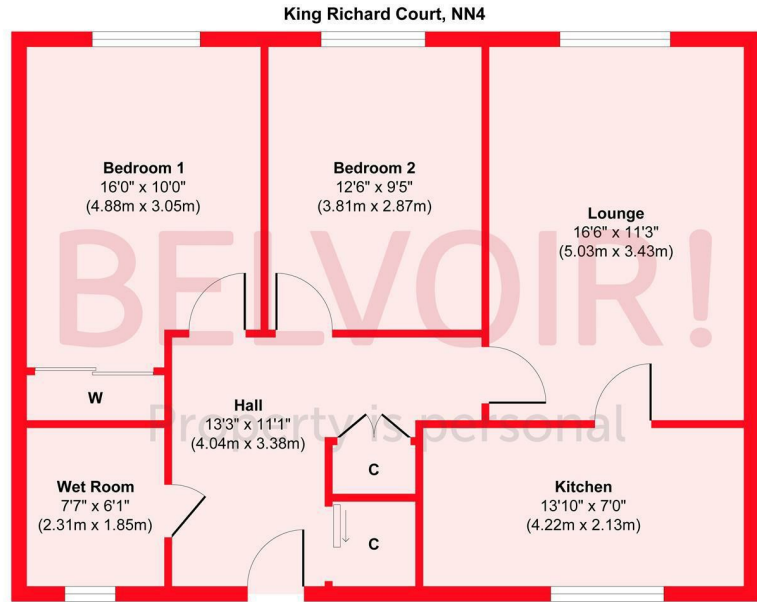 King Richard Court, NN4
Bedroom 1
16'0" x 10'0"
(4.88m x 3.05m)
Bedroom 2
12'6" x 9'5"
(3.81m x 2.87m)
Lounge
16'6" x 11'3"
(5.03m x 3.43m)
BELVOIR!
W
Hall
13'3" x 11'1"
(4.04m x 3.38m)
Property is personal
C
Wet Room
7'7" x 6'1"
(2.31m x 1.85m)
Kitchen
13'10" x 7'0"
(4.22m x 2.13m)
C